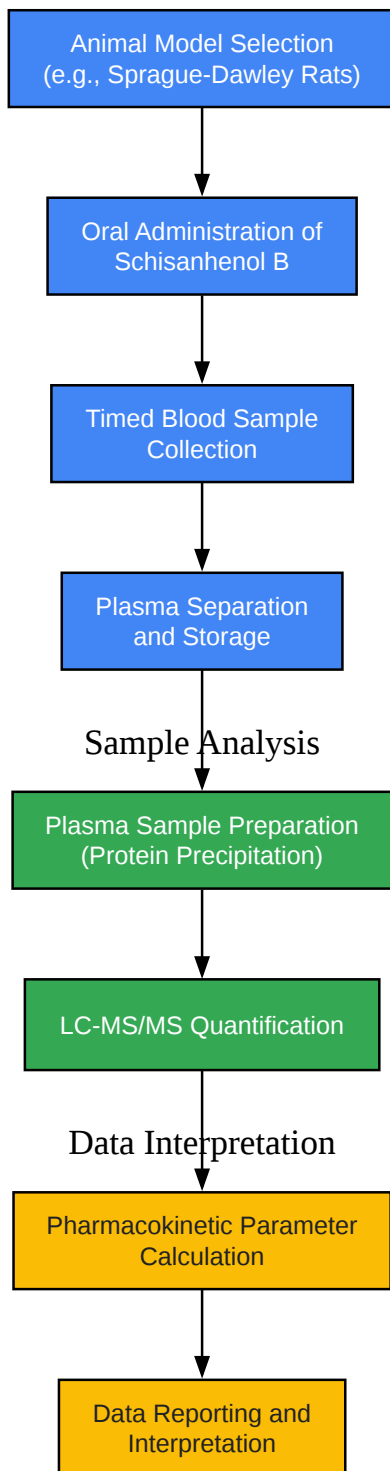 Animal Model Selection
(e.g., Sprague-Dawley Rats)
Oral Administration of
Schisanhenol B
Timed Blood Sample
Collection
Plasma Separation
and Storage
Sample Analysis
Plasma Sample Preparation
(Protein Precipitation)
LC-MS/MS Quantification
Data Interpretation
Pharmacokinetic Parameter
Calculation
Data Reporting and
Interpretation